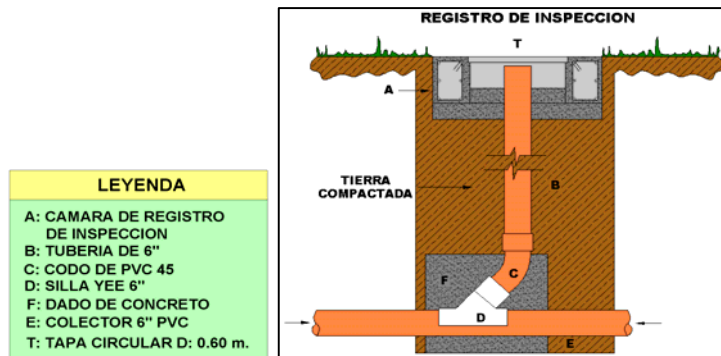 REGISTRO DE INSPECCION
T
A
TIERRA
COMPACTADA
B
C
F
D
E
LEYENDA
A: CAMARA DE REGISTRO
DE INSPECCION
B: TUBERIA DE 6"
C: CODO DE PVC 45
D: SILLA YEE 6"
F: DADO DE CONCRETO
E: COLECTOR 6" PVC
T: TAPA CIRCULAR D: 0.60 m.